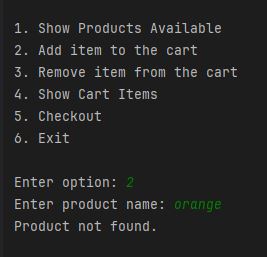 1. Show Products Available
2. Add item to the cart
3. Remove item from the cart
4. Show Cart Items
5. Checkout
6. Exit
Enter option: 2
Enter product name: orange
Product not found.